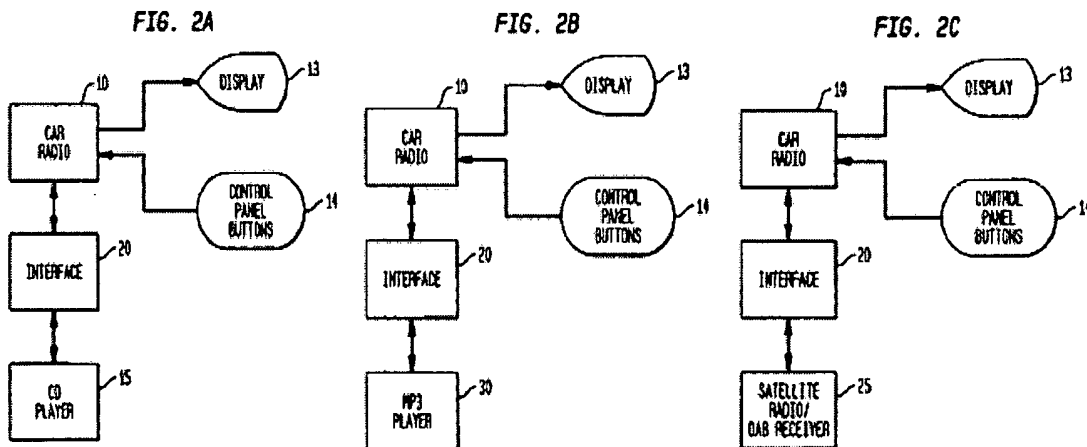 FIG. 2A
10
CAR
RADIO
DISPLAY
13
CONTROL
PANEL
BUTTONS
14
20
INTERFACE
15
CD
PLAYER
FIG. 2B
10
CAR
RADIO
DISPLAY
13
CONTROL
PANEL
BUTTONS
14
20
INTERFACE
30
MP3
PLAYER
FIG. 2C
10
CAR
RADIO
DISPLAY
13
CONTROL
PANEL
BUTTONS
14
20
INTERFACE
25
SATELLITE
RADIO/
DAB RECEIVER